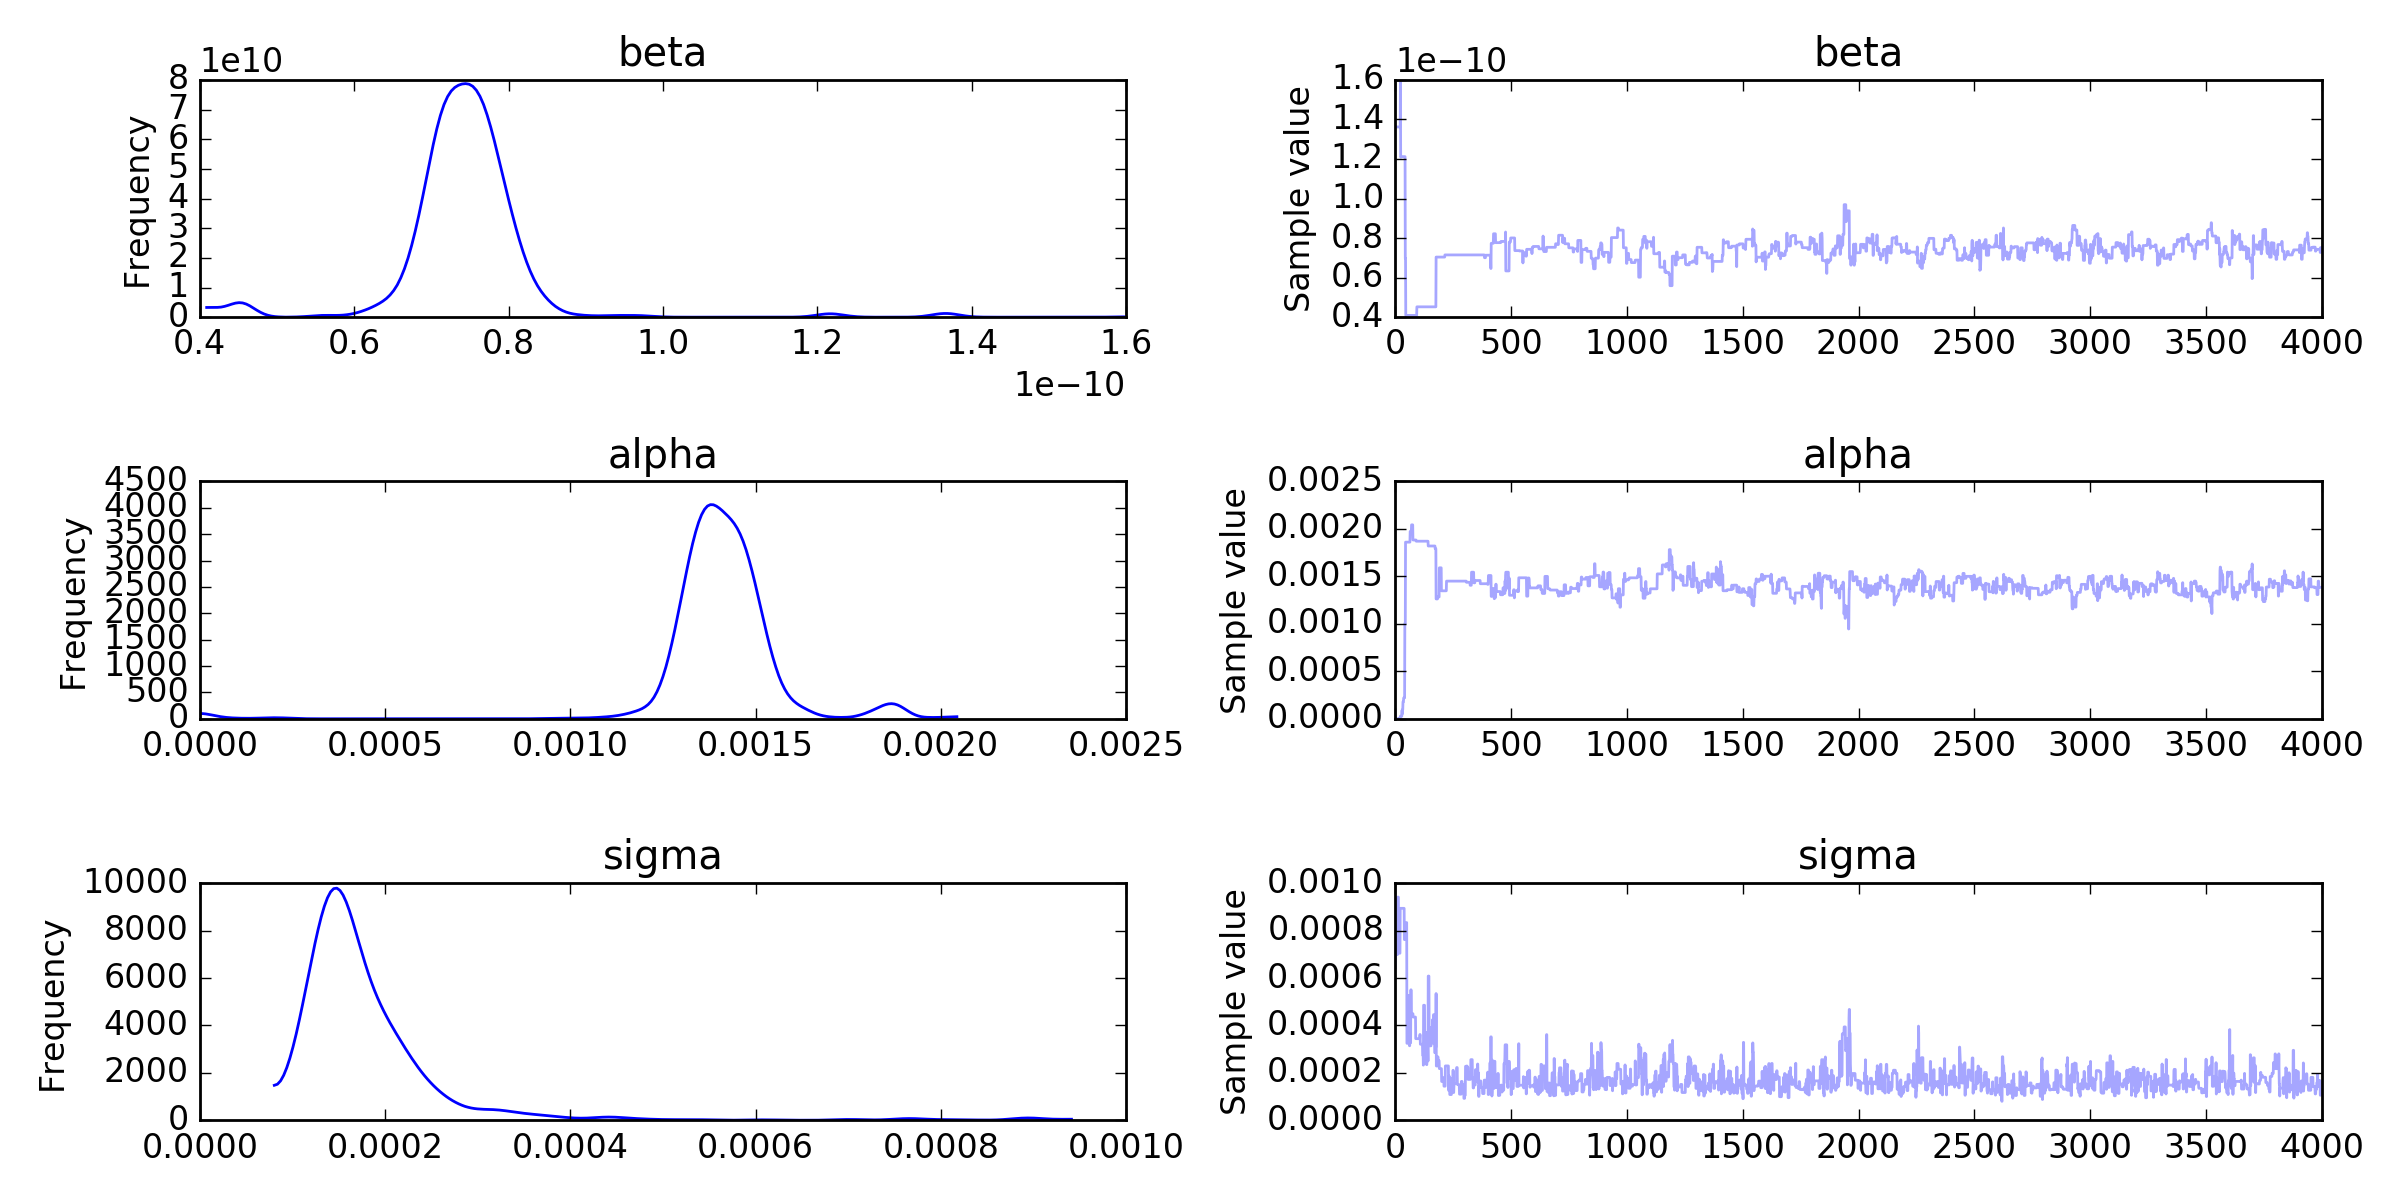 beta
1e10
8
7
6
5
4
3
2
1
0
Frequency
0.4 0.6 0.8 1.0 1.2 1.4 1.6
1e−10
beta
1e−10
1.6
1.4
1.2
1.0
0.8
0.6
0.4
Sample value
0 500 1000 1500 2000 2500 3000 3500 4000
alpha
4500
4000
3500
3000
2500
2000
1500
1000
500
0
Frequency
0.0000 0.0005 0.0010 0.0015 0.0020 0.0025
alpha
0.0025
0.0020
0.0015
0.0010
0.0005
0.0000
Sample value
0 500 1000 1500 2000 2500 3000 3500 4000
sigma
10000
8000
6000
4000
2000
0
Frequency
0.0000 0.0002 0.0004 0.0006 0.0008 0.0010
sigma
0.0010
0.0008
0.0006
0.0004
0.0002
0.0000
Sample value
0 500 1000 1500 2000 2500 3000 3500 4000